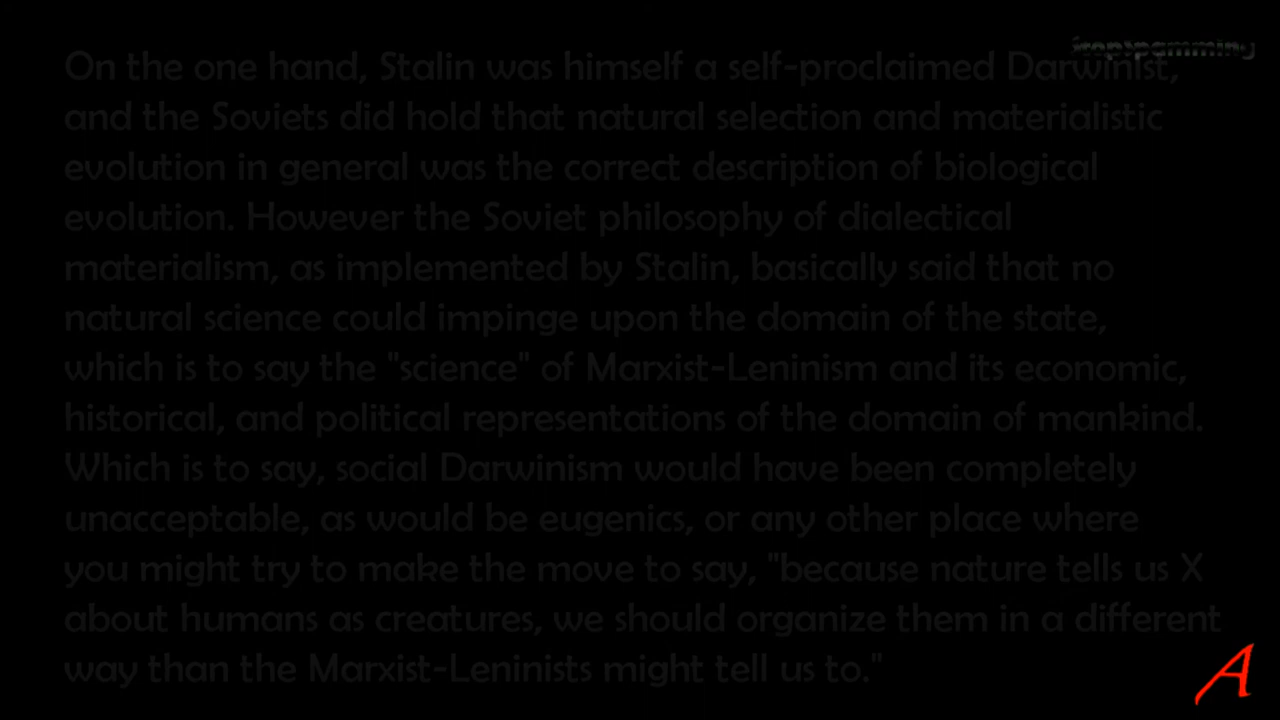 On the one hand, Stalin was himself a self-proclaimed Darwinist,
and the Soviets did hold that natural selection and materialistic
evolution in general was the correct description of biological
evolution. However the Soviet philosophy of dialectical
materialism, as implemented by Stalin, basically said that no
natural science could impinge upon the domain of the state,
which is to say the "science" of Marxist-Leninism and its economic,
historical, and political representations of the domain of mankind.
Which is to say, social Darwinism would have been completely
unacceptable, as would be eugenics, or any other place where
you might try to make the move to say, "because nature tells us X
about humans as creatures, we should organize them in a different
way than the Marxist-Leninists might tell us to."
A